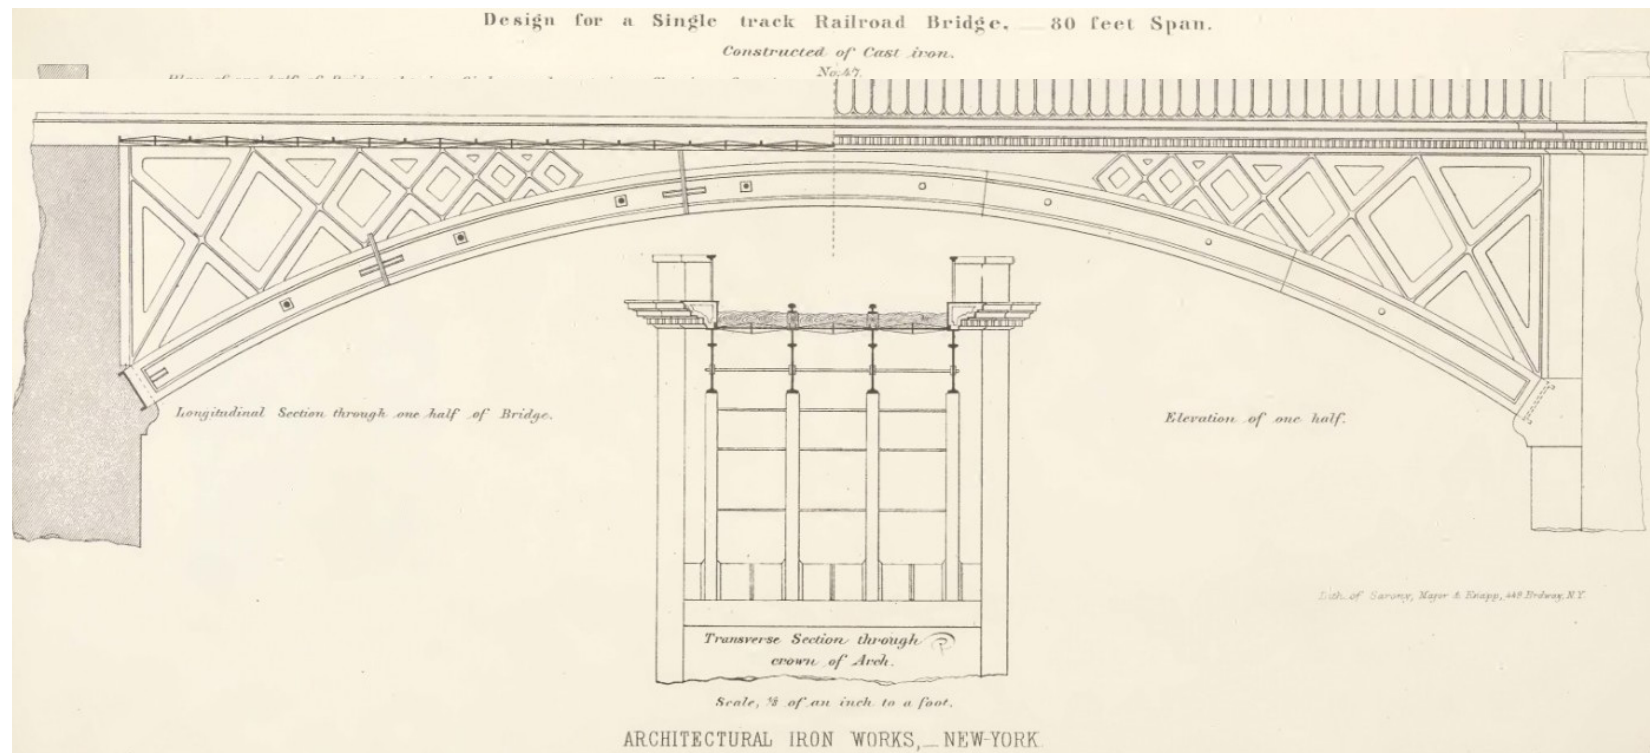 Design for a Single track Railroad Bridge. — 80 feet Span.
Constructed of Cast iron.
No. 47.
Longitudinal Section through one half of Bridge.
Elevation of one half.
Lith. of Sarony, Major & Knapp, 449 Brdway, N.Y.
Transverse Section through
crown of Arch.
Scale, ⅛ of an inch to a foot.
ARCHITECTURAL IRON WORKS,—NEW-YORK.